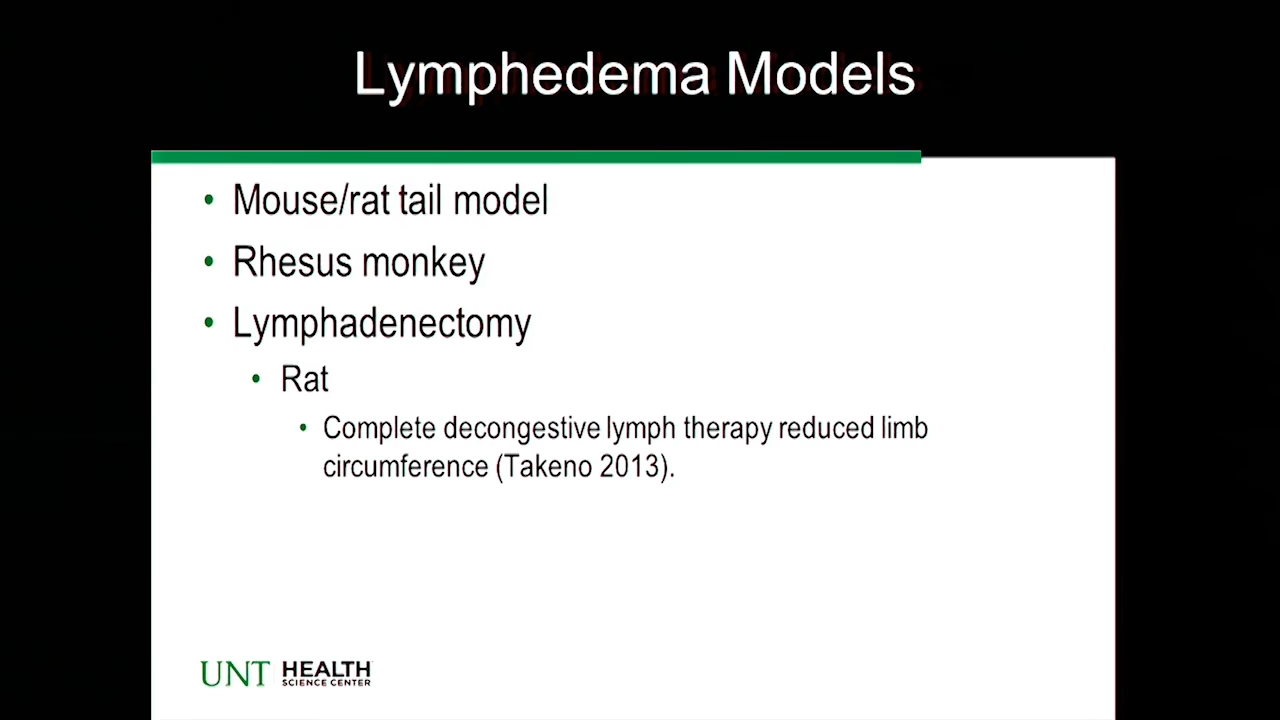 Lymphedema Models
• Mouse/rat tail model
• Rhesus monkey
• Lymphadenectomy
• Rat
• Complete decongestive lymph therapy reduced limb
circumference (Takeno 2013).
UNT HEALTH
SCIENCE CENTER